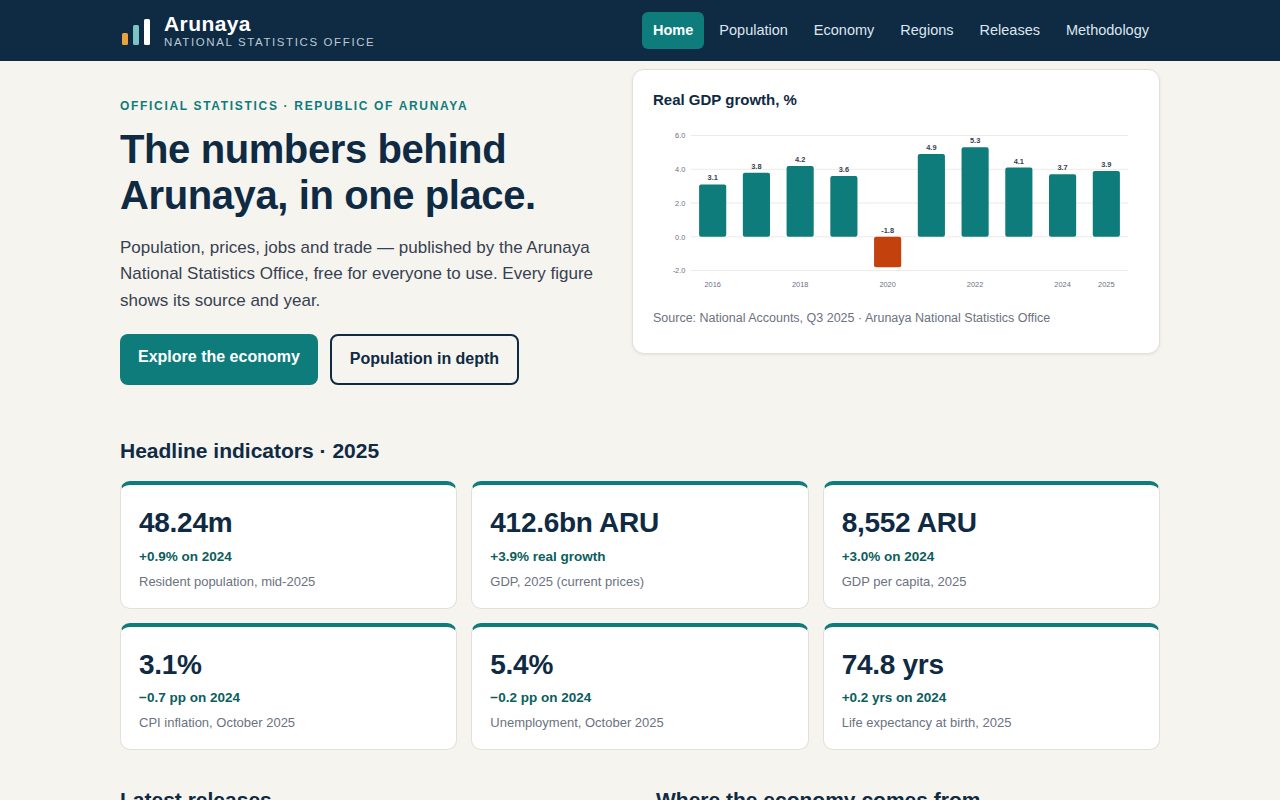 Arunaya
NATIONAL STATISTICS OFFICE
Home
Population
Economy
Regions
Releases
Methodology
OFFICIAL STATISTICS · REPUBLIC OF ARUNAYA
The numbers behind
Arunaya, in one place.
Population, prices, jobs and trade — published by the Arunaya
National Statistics Office, free for everyone to use. Every figure
shows its source and year.
Explore the economy
Population in depth
Real GDP growth, %
6.0
4.0
2.0
0.0
-2.0
3.1
3.8
4.2
3.6
-1.8
4.9
5.3
4.1
3.7
3.9
2016
2018
2020
2022
2024
2025
Source: National Accounts, Q3 2025 · Arunaya National Statistics Office
Headline indicators · 2025
48.24m
+0.9% on 2024
Resident population, mid-2025
412.6bn ARU
+3.9% real growth
GDP, 2025 (current prices)
8,552 ARU
+3.0% on 2024
GDP per capita, 2025
3.1%
−0.7 pp on 2024
CPI inflation, October 2025
5.4%
−0.2 pp on 2024
Unemployment, October 2025
74.8 yrs
+0.2 yrs on 2024
Life expectancy at birth, 2025
Latest releases
Where the economy comes from